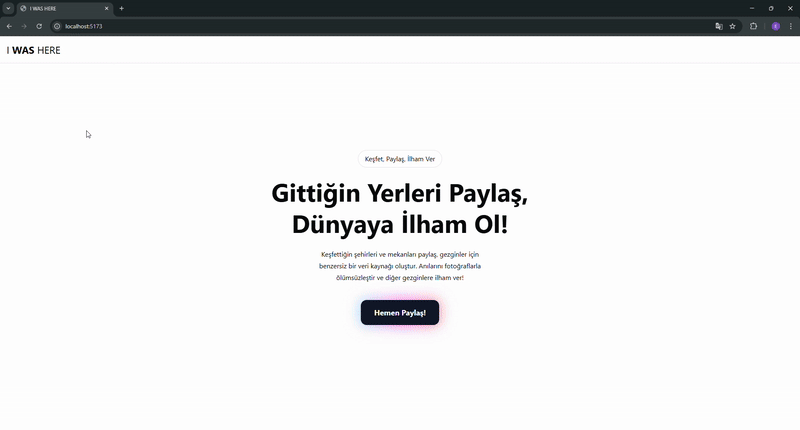 I WAS HERE
localhost:5173
I WAS HERE
Keşfet, Paylaş, İlham Ver
Gittiğin Yerleri Paylaş,
Dünyaya İlham Ol!
Keşfettiğin şehirleri ve mekanları paylaş, gezginler için
benzersiz bir veri kaynağı oluştur. Anılarını fotoğraflarla
ölümsüzleştir ve diğer gezginlere ilham ver!
Hemen Paylaş!